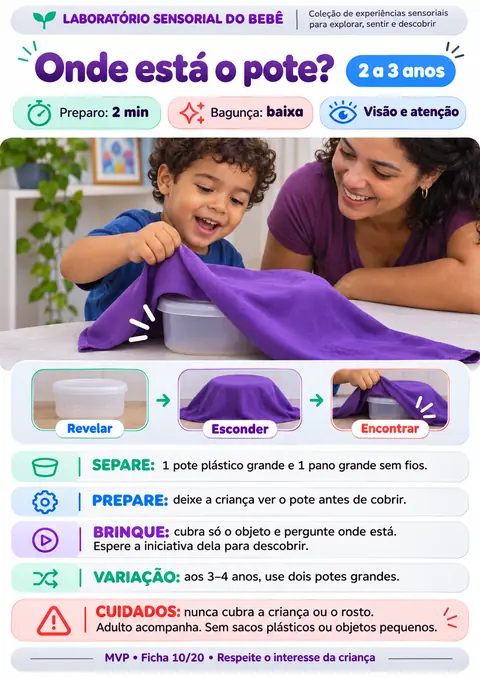 LABORATÓRIO SENSORIAL DO BEBÊ
Coleção de experiências sensoriais
para explorar, sentir e descobrir
Onde está o pote?
2 a 3 anos
Preparo: 2 min
Bagunça: baixa
Visão e atenção
Revelar
Esconder
Encontrar
SEPARE: 1 pote plástico grande e 1 pano grande sem fios.
PREPARE: deixe a criança ver o pote antes de cobrir.
BRINQUE: cubra só o objeto e pergunte onde está.
Espere a iniciativa dela para descobrir.
VARIAÇÃO: aos 3–4 anos, use dois potes grandes.
CUIDADOS: nunca cubra a criança ou o rosto.
Adulto acompanha. Sem sacos plásticos ou objetos pequenos.
MVP • Ficha 10/20 • Respeite o interesse da criança